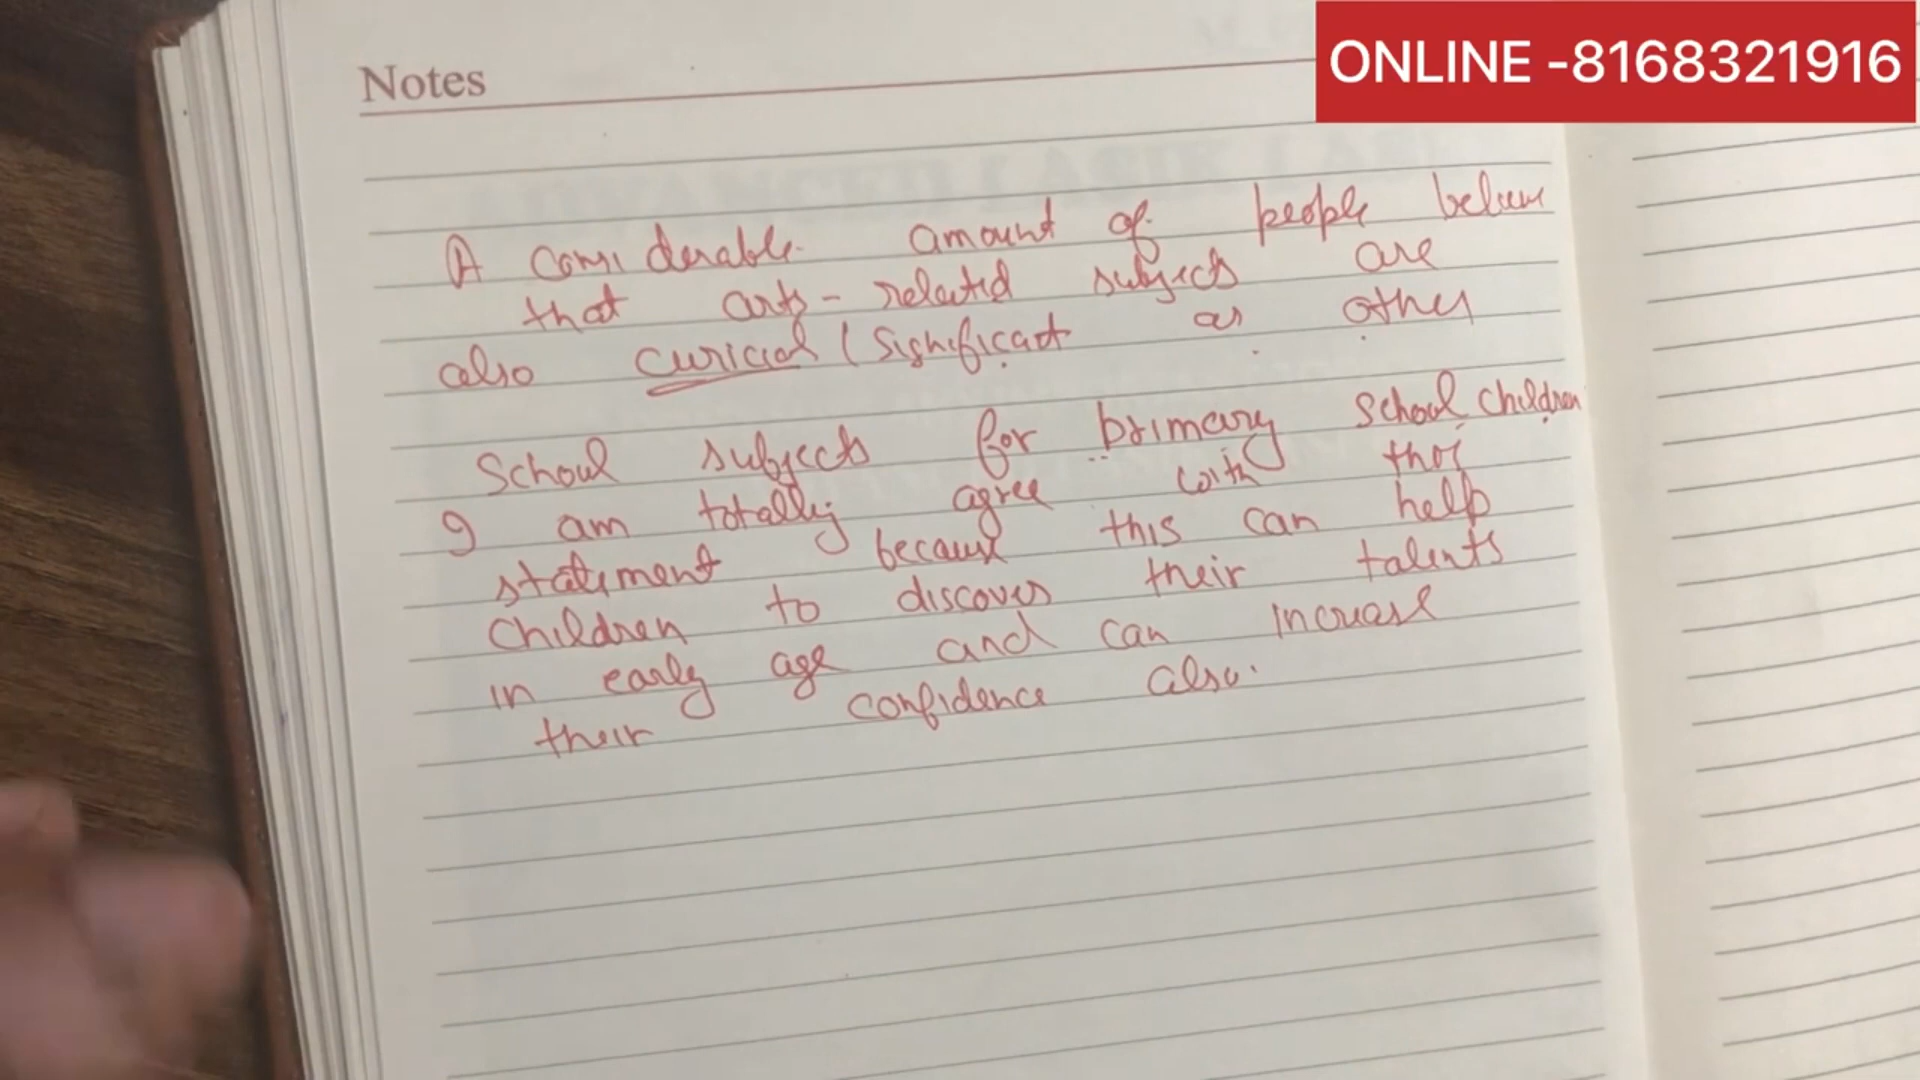 Notes
ONLINE -8168321916
A considerable amount of people believe
that arts-related subjects are
also curicial (Significant as other
School subjects for primary school children
I am totally agree with this
statement because this can help
children to discover their talents
in early age and can increase
their confidence also.